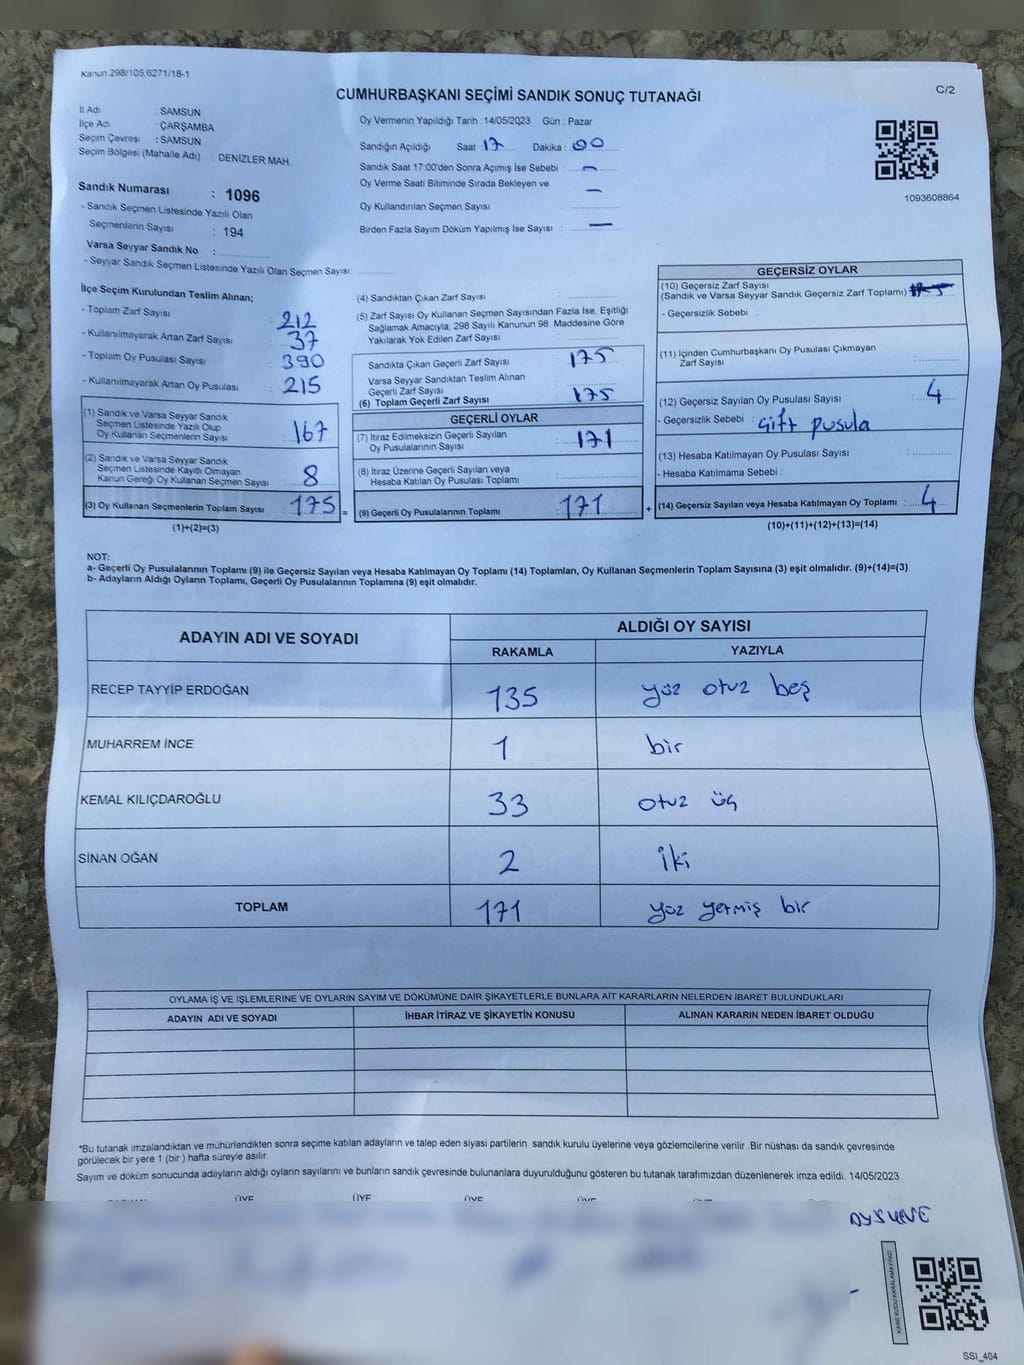 Kanun.298/105,6271/18-1
CUMHURBAŞKANI SEÇİMİ SANDIK SONUÇ TUTANAĞI
C/2
İl Adı : SAMSUN
İlçe Adı : ÇARŞAMBA
Seçim Çevresi : SAMSUN
Seçim Bölgesi (Mahalle Adı) : DENİZLER MAH.
Sandık Numarası : 1096
- Sandık Seçmen Listesinde Yazılı Olan
Seçmenlerin Sayısı : 194
Varsa Seyyar Sandık No :
- Seyyar Sandık Seçmen Listesinde Yazılı Olan Seçmen Sayısı:
Oy Vermenin Yapıldığı Tarih :14/05/2023 Gün : Pazar
Sandığın Açıldığı Saat 17 Dakika : 00
Sandık Saat 17:00'den Sonra Açımış İse Sebebi : –
Oy Verme Saati Bitiminde Sırada Bekleyen ve –
Oy Kullandırılan Seçmen Sayısı :
Birden Fazla Sayım Döküm Yapılmış İse Sayısı : —
1093608864
İlçe Seçim Kurulundan Teslim Alınan;
- Toplam Zarf Sayısı 212
- Kullanılmayarak Artan Zarf Sayısı 37
- Toplam Oy Pusulası Sayısı 390
- Kullanılmayarak Artan Oy Pusulası : 215
(1) Sandık ve Varsa Seyyar Sandık
Seçmen Listesinde Yazılı Olup
Oy Kullanan Seçmenlerin Sayısı : 167
(2) Sandık ve Varsa Seyyar Sandık
Seçmen Listesinde Kayıtlı Olmayan
Kanun Gereği Oy Kullanan Seçmen Sayısı : 8
(3) Oy Kullanan Seçmenlerin Toplam Sayısı : 175 =
(1)+(2)=(3)
(4) Sandıktan Çıkan Zarf Sayısı :
(5) Zarf Sayısı Oy Kullanan Seçmen Sayısından Fazla İse, Eşitliği
Sağlamak Amacıyla, 298 Sayılı Kanunun 98. Maddesine Göre
Yakılarak Yok Edilen Zarf Sayısı :
Sandıkta Çıkan Geçerli Zarf Sayısı : 175
Varsa Seyyar Sandıktan Teslim Alınan
Geçerli Zarf Sayısı :
(6) Toplam Geçerli Zarf Sayısı : 175
GEÇERLİ OYLAR
(7) İtiraz Edilmeksizin Geçerli Sayılan
Oy Pusulalarının Sayısı : 171
(8) İtiraz Üzerine Geçerli Sayılan veya
Hesaba Katılan Oy Pusulası Toplamı :
(9) Geçerli Oy Pusulalarının Toplamı : 171 +
GEÇERSİZ OYLAR
(10) Geçersiz Zarf Sayısı
(Sandık ve Varsa Seyyar Sandık Geçersiz Zarf Toplamı)
- Geçersizlik Sebebi :
(11) İçinden Cumhurbaşkanı Oy Pusulası Çıkmayan
Zarf Sayısı :
(12) Geçersiz Sayılan Oy Pusulası Sayısı : 4
- Geçersizlik Sebebi : çift pusula
(13) Hesaba Katılmayan Oy Pusulası Sayısı :
- Hesaba Katılmama Sebebi :
(14) Geçersiz Sayılan veya Hesaba Katılmayan Oy Toplamı : 4
(10)+(11)+(12)+(13)=(14)
NOT:
a- Geçerli Oy Pusulalarının Toplamı (9) ile Geçersiz Sayılan veya Hesaba Katılmayan Oy Toplamı (14) Toplamları, Oy Kullanan Seçmenlerin Toplam Sayısına (3) eşit olmalıdır. (9)+(14)=(3)
b- Adayların Aldığı Oyların Toplamı, Geçerli Oy Pusulalarının Toplamına (9) eşit olmalıdır.
ADAYIN ADI VE SOYADI ALDIĞI OY SAYISI
RAKAMLA YAZIYLA
RECEP TAYYİP ERDOĞAN 135 yüz otuz beş
MUHARREM İNCE 1 bir
KEMAL KILIÇDAROĞLU 33 otuz üç
SİNAN OĞAN 2 iki
TOPLAM 171 yüz yetmiş bir
OYLAMA İŞ VE İŞLEMLERİNE VE OYLARIN SAYIM VE DÖKÜMÜNE DAİR ŞİKAYETLERLE BUNLARA AİT KARARLARIN NELERDEN İBARET BULUNDUKLARI
ADAYIN ADI VE SOYADI İHBAR İTİRAZ VE ŞİKAYETİN KONUSU ALINAN KARARIN NEDEN İBARET OLDUĞU
*Bu tutanak imzalandıktan ve mühürlendikten sonra seçime katılan adayların ve talep eden siyasi partilerin sandık kurulu üyelerine veya gözlemcilerine verilir .Bir nüshası da sandık çevresinde
görülecek bir yere 1 (bir ) hafta süreyle asılır.
Sayım ve döküm sonucunda adayların aldığı oyların sayılarını ve bunların sandık çevresinde bulunanlara duyurulduğunu gösteren bu tutanak tarafımızdan düzenlenerek imza edildi. 14/05/2023
ÜYE ÜYE ÜYE ÜYE ÜYE
KARE KODU KARALAMAYINIZ!
SSI_404